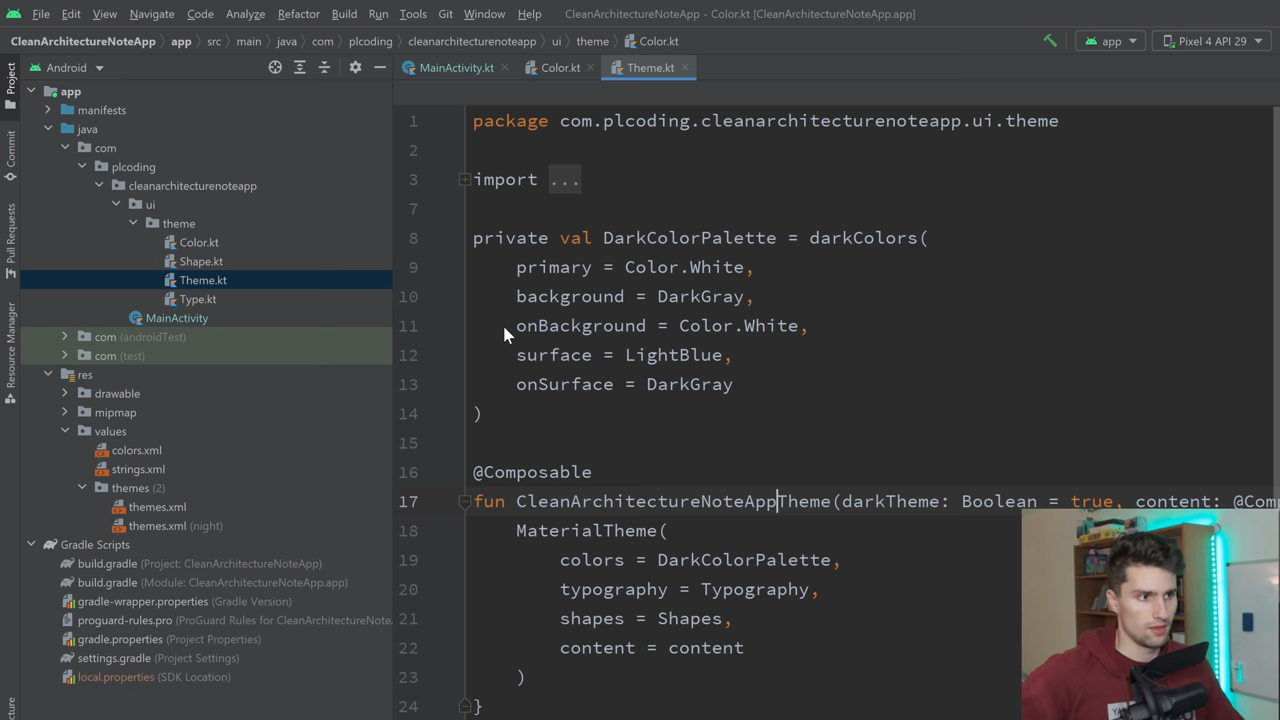 File Edit View Navigate Code Analyze Refactor Build Run Tools Git Window Help CleanArchitectureNoteApp - Color.kt [CleanArchitectureNoteApp.app]
CleanArchitectureNoteApp app src main java com plcoding cleanarchitecturenoteapp ui theme Color.kt app Pixel 4 API 29
Project
Commit
Pull Requests
Resource Manager
Android
app
manifests
java
com
plcoding
cleanarchitecturenoteapp
ui
theme
Color.kt
Shape.kt
Theme.kt
Type.kt
MainActivity
com (androidTest)
com (test)
res
drawable
mipmap
values
colors.xml
strings.xml
themes (2)
themes.xml
themes.xml (night)
Gradle Scripts
build.gradle (Project: CleanArchitectureNoteApp)
build.gradle (Module: CleanArchitectureNoteApp.app)
gradle-wrapper.properties (Gradle Version)
proguard-rules.pro (ProGuard Rules for CleanArchitectureNote
gradle.properties (Project Properties)
settings.gradle (Project Settings)
local.properties (SDK Location)
MainActivity.kt Color.kt Theme.kt
1 package com.plcoding.cleanarchitecturenoteapp.ui.theme
2
3 import ...
7
8 private val DarkColorPalette = darkColors(
9 primary = Color.White,
10 background = DarkGray,
11 onBackground = Color.White,
12 surface = LightBlue,
13 onSurface = DarkGray
14 )
15
16 @Composable
17 fun CleanArchitectureNoteAppTheme(darkTheme: Boolean = true, content: @Com
18 MaterialTheme(
19 colors = DarkColorPalette,
20 typography = Typography,
21 shapes = Shapes,
22 content = content
23 )
24 }